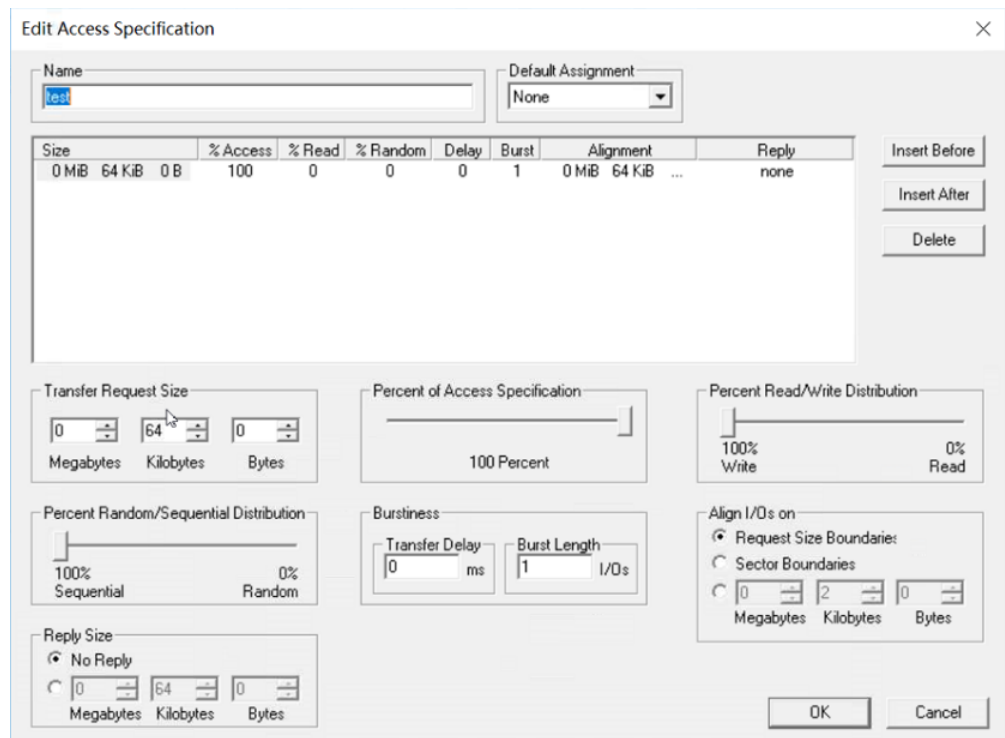 Edit Access Specification
Name
Default Assignment
test
None
Size % Access % Read % Random Delay Burst Alignment Reply
0 MiB 64 KiB 0 B 100 0 0 0 1 0 MiB 64 KiB ... none
Insert Before
Insert After
Delete
Transfer Request Size
0 64 0
Megabytes Kilobytes Bytes
Percent of Access Specification
100 Percent
Percent Read/Write Distribution
100% 0%
Write Read
Percent Random/Sequential Distribution
100% 0%
Sequential Random
Burstiness
Transfer Delay Burst Length
0 ms 1 I/Os
Align I/Os on
Request Size Boundaries
Sector Boundaries
0 2 0
Megabytes Kilobytes Bytes
Reply Size
No Reply
0 64 0
Megabytes Kilobytes Bytes
OK Cancel